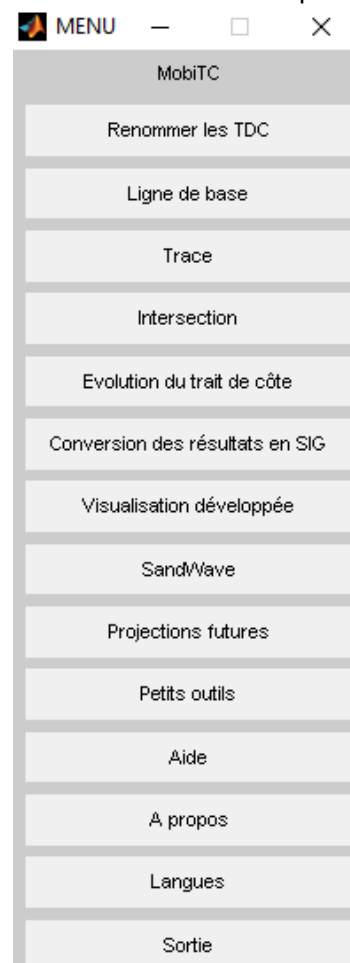 MENU
MobiTC
Renommer les TDC
Ligne de base
Trace
Intersection
Evolution du trait de côte
Conversion des résultats en SIG
Visualisation développée
SandWave
Projections futures
Petits outils
Aide
A propos
Langues
Sortie